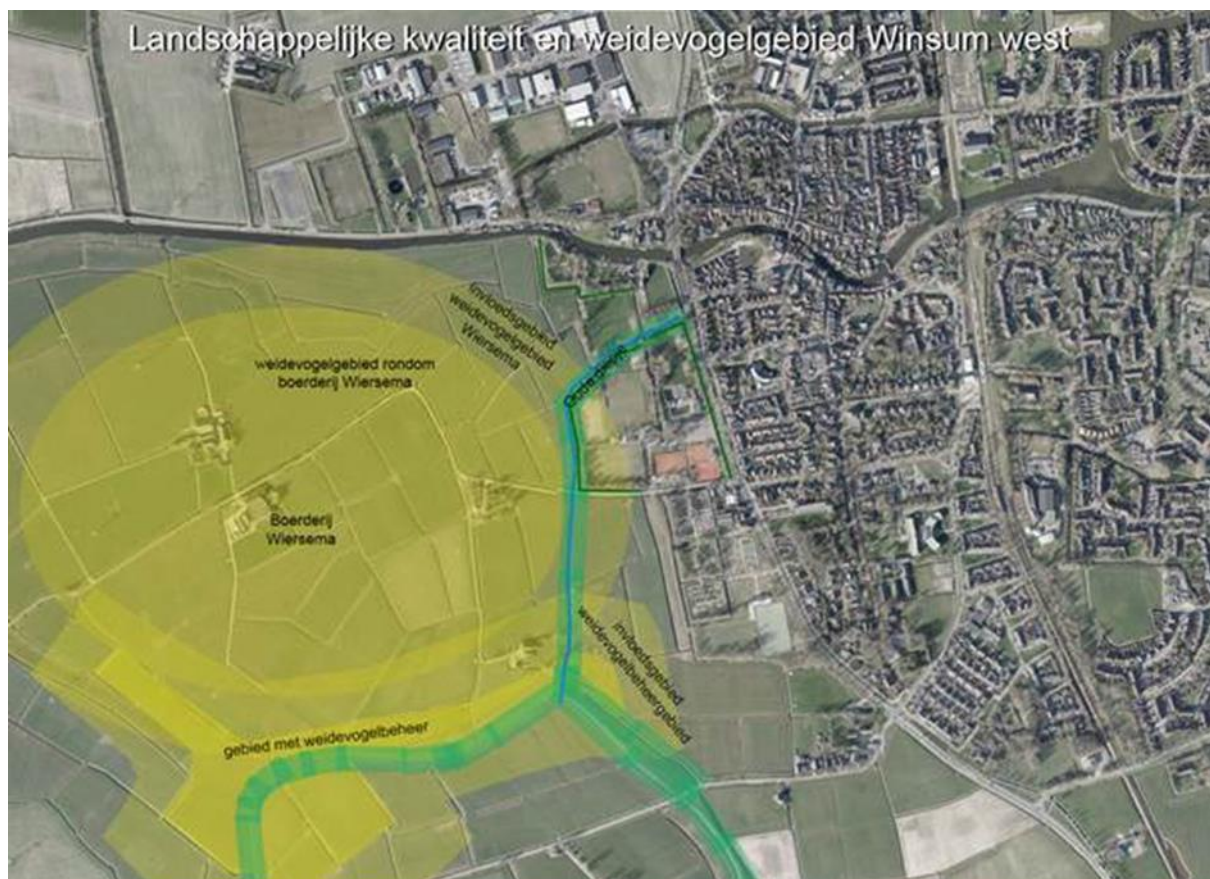 Landschappelijke kwaliteit en weidevogelgebied Winsum west
invloedsgebied
weidevogelgebied
Wiersema
weidevogelgebied rondom
boerderij Wiersema
Boerderij
Wiersema
invloedsgebied
weidevogelbeheergebied
gebied met weidevogelbeheer